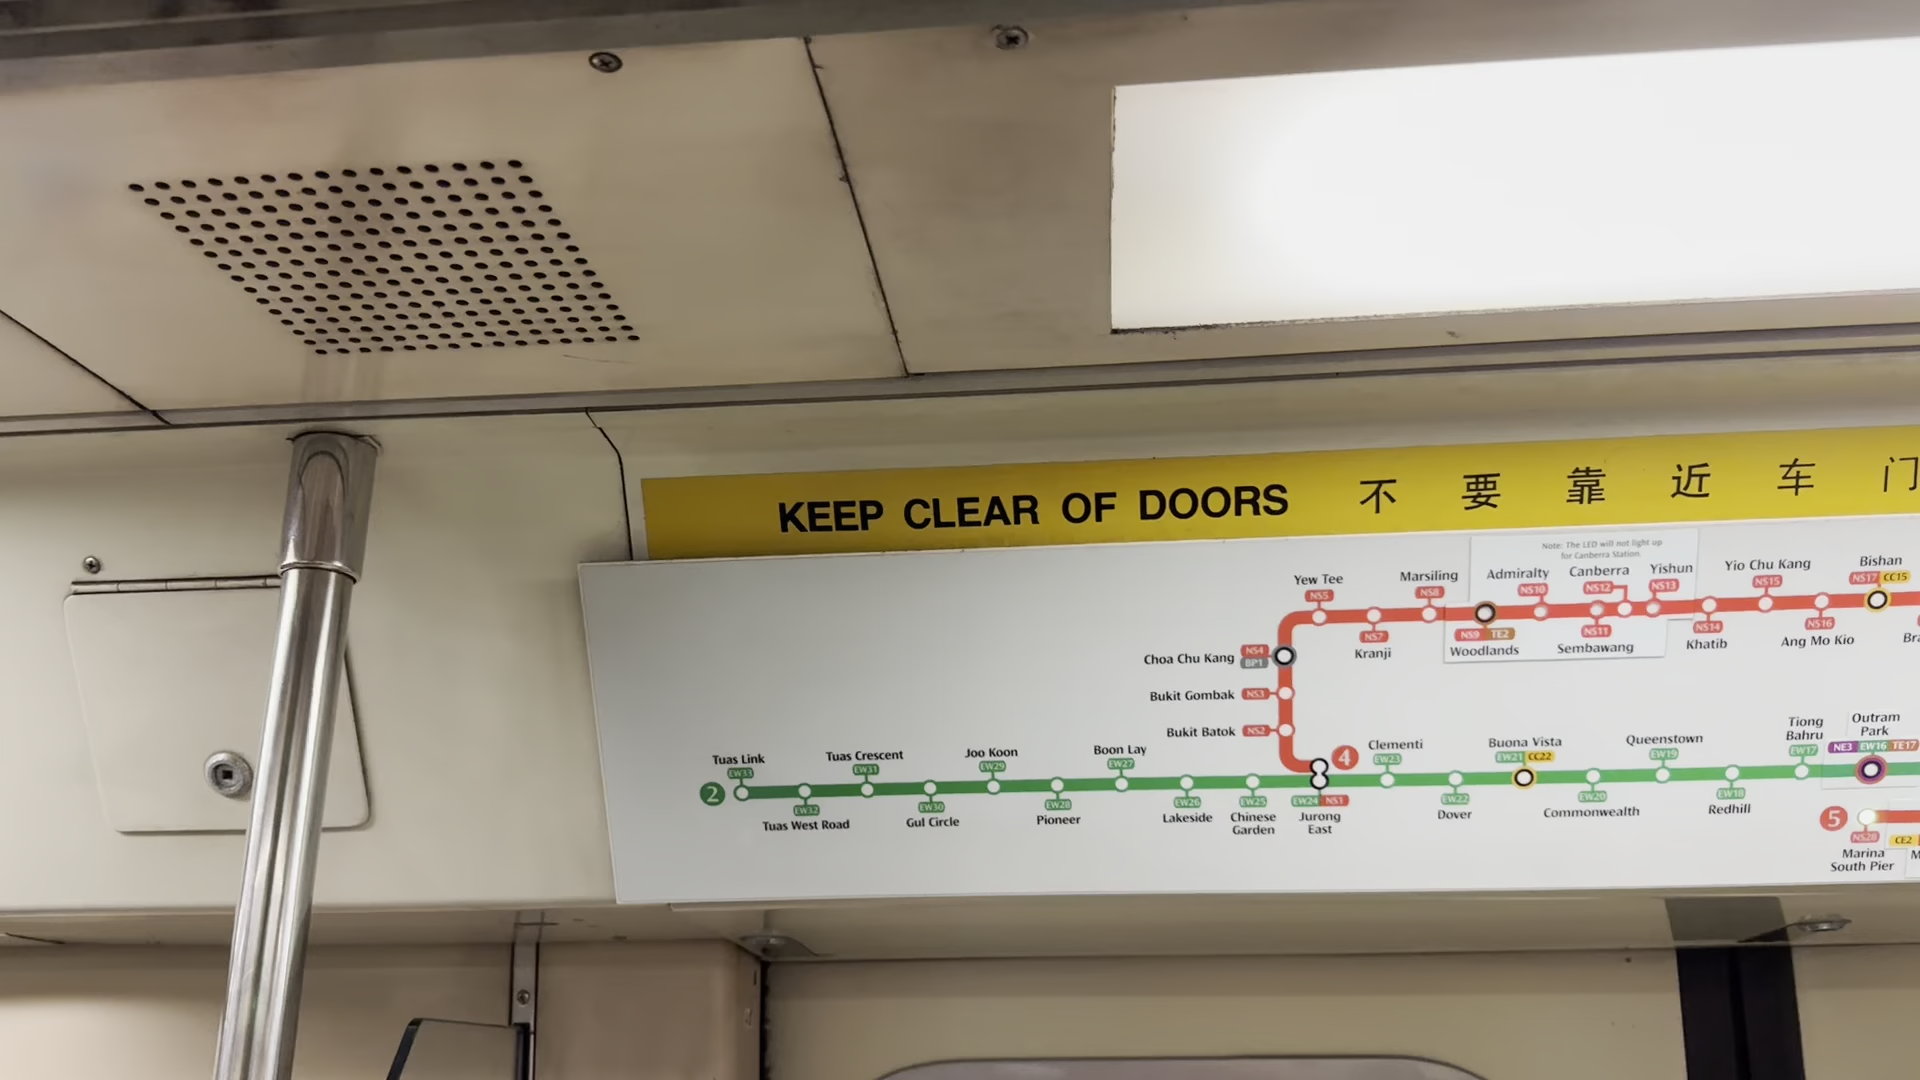 KEEP CLEAR OF DOORS 不要靠近车门
Note: The LED will not light up
for Canberra Station.
Yew Tee
NS5
Kranji
NS7
Marsiling
NS8
Woodlands
NS9 TE2
Admiralty
NS10
Sembawang
NS11
Canberra
NS12
Yishun
NS13
Khatib
NS14
Yio Chu Kang
NS15
Ang Mo Kio
NS16
Bishan
NS17 CC15
Bra
Choa Chu Kang
NS4
BP1
Bukit Gombak NS3
Bukit Batok NS2
4
2
Tuas Link
EW33
EW32
Tuas West Road
Tuas Crescent
EW31
EW30
Gul Circle
Joo Koon
EW29
EW28
Pioneer
Boon Lay
EW27
EW26
Lakeside
EW25
Chinese
Garden
EW24 NS1
Jurong
East
Clementi
EW23
EW22
Dover
Buona Vista
EW21 CC22
EW20
Commonwealth
Queenstown
EW19
EW18
Redhill
Tiong
Bahru
EW17
Outram
Park
NE3 EW16 TE17
5
NS28
Marina
South Pier
CE2
M